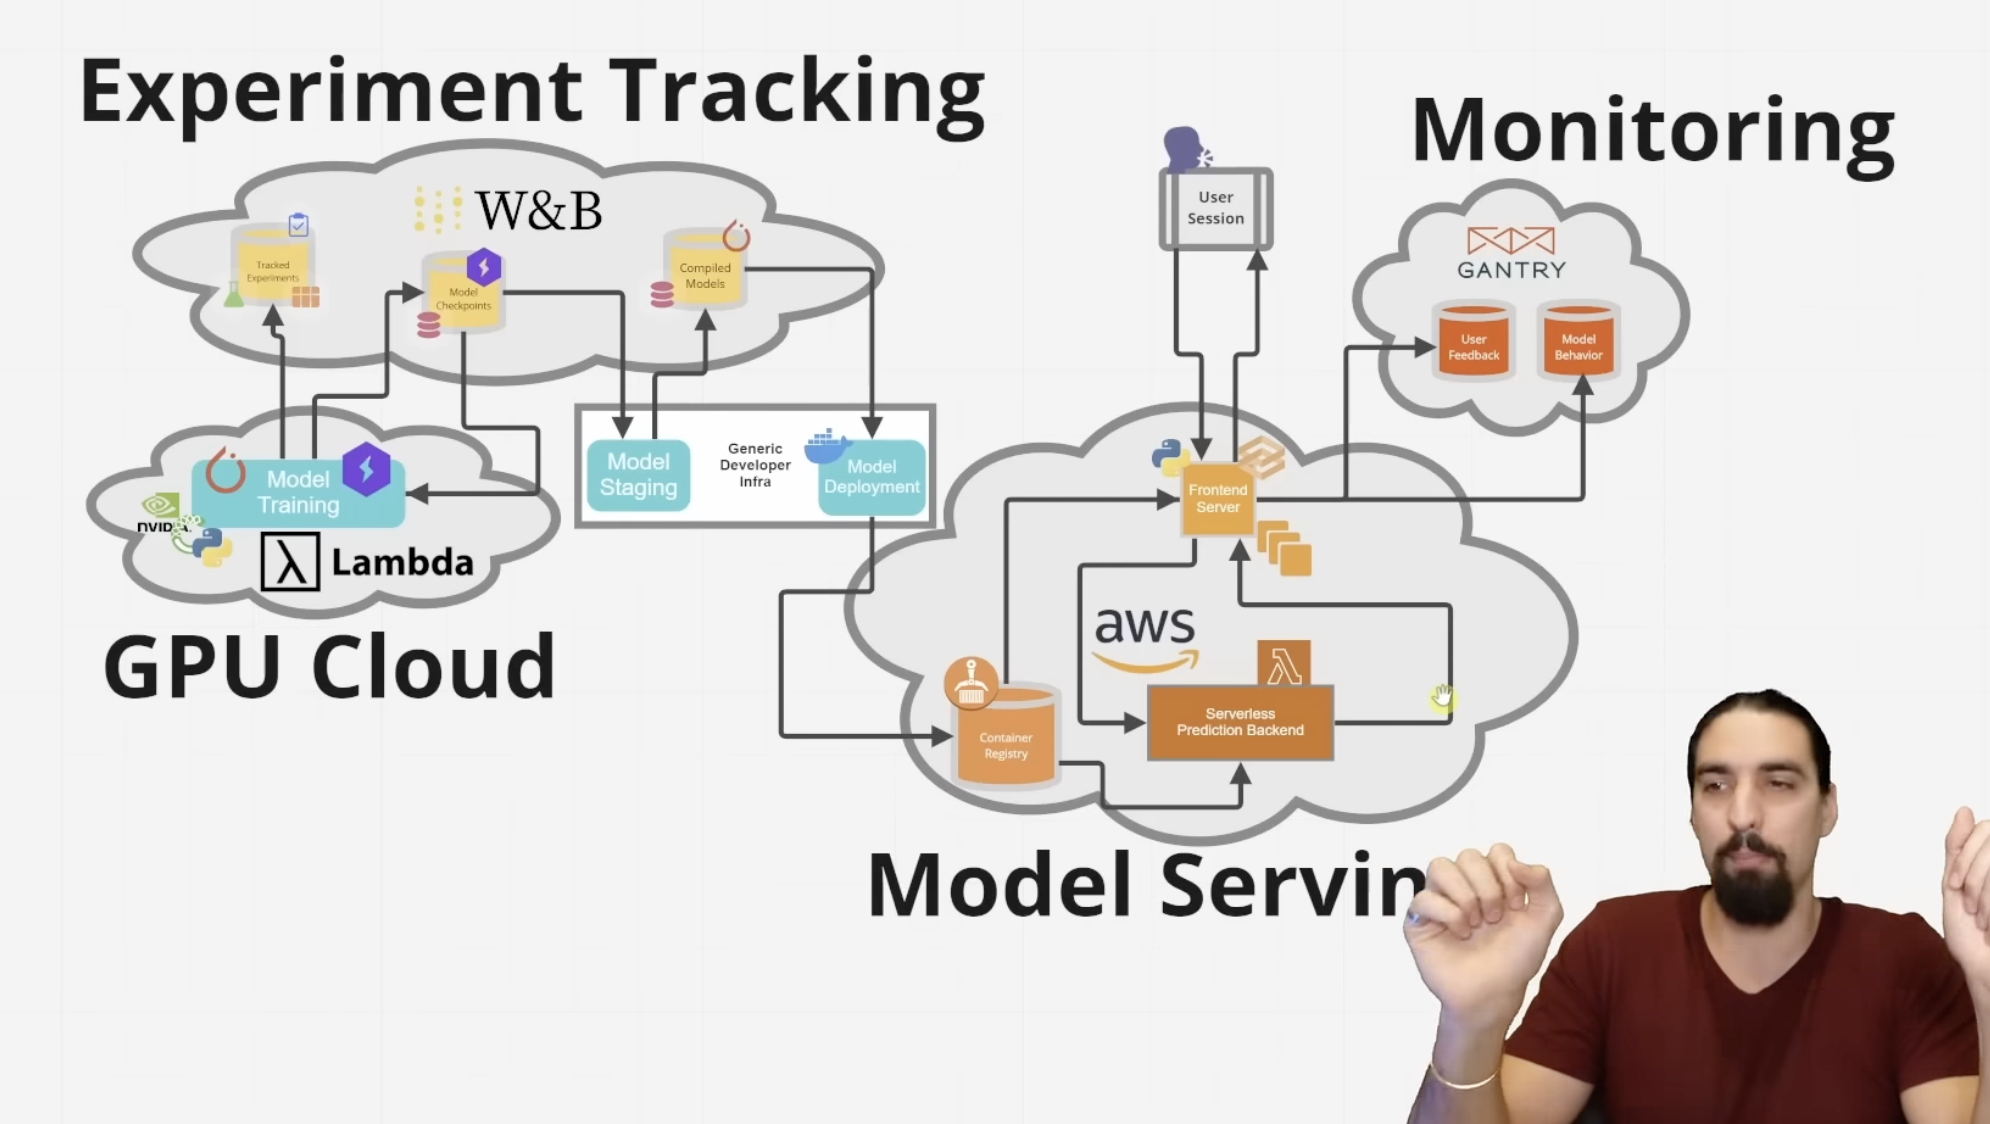 Experiment Tracking
Monitoring
W&B
Tracked
Experiments
Model
Checkpoints
Compiled
Models
User
Session
GANTRY
User
Feedback
Model
Behavior
Model
Training
NVIDIA
Lambda
GPU Cloud
Model
Staging
Generic
Developer
Infra
Model
Deployment
Frontend
Server
aws
Serverless
Prediction Backend
Container
Registry
Model Servin